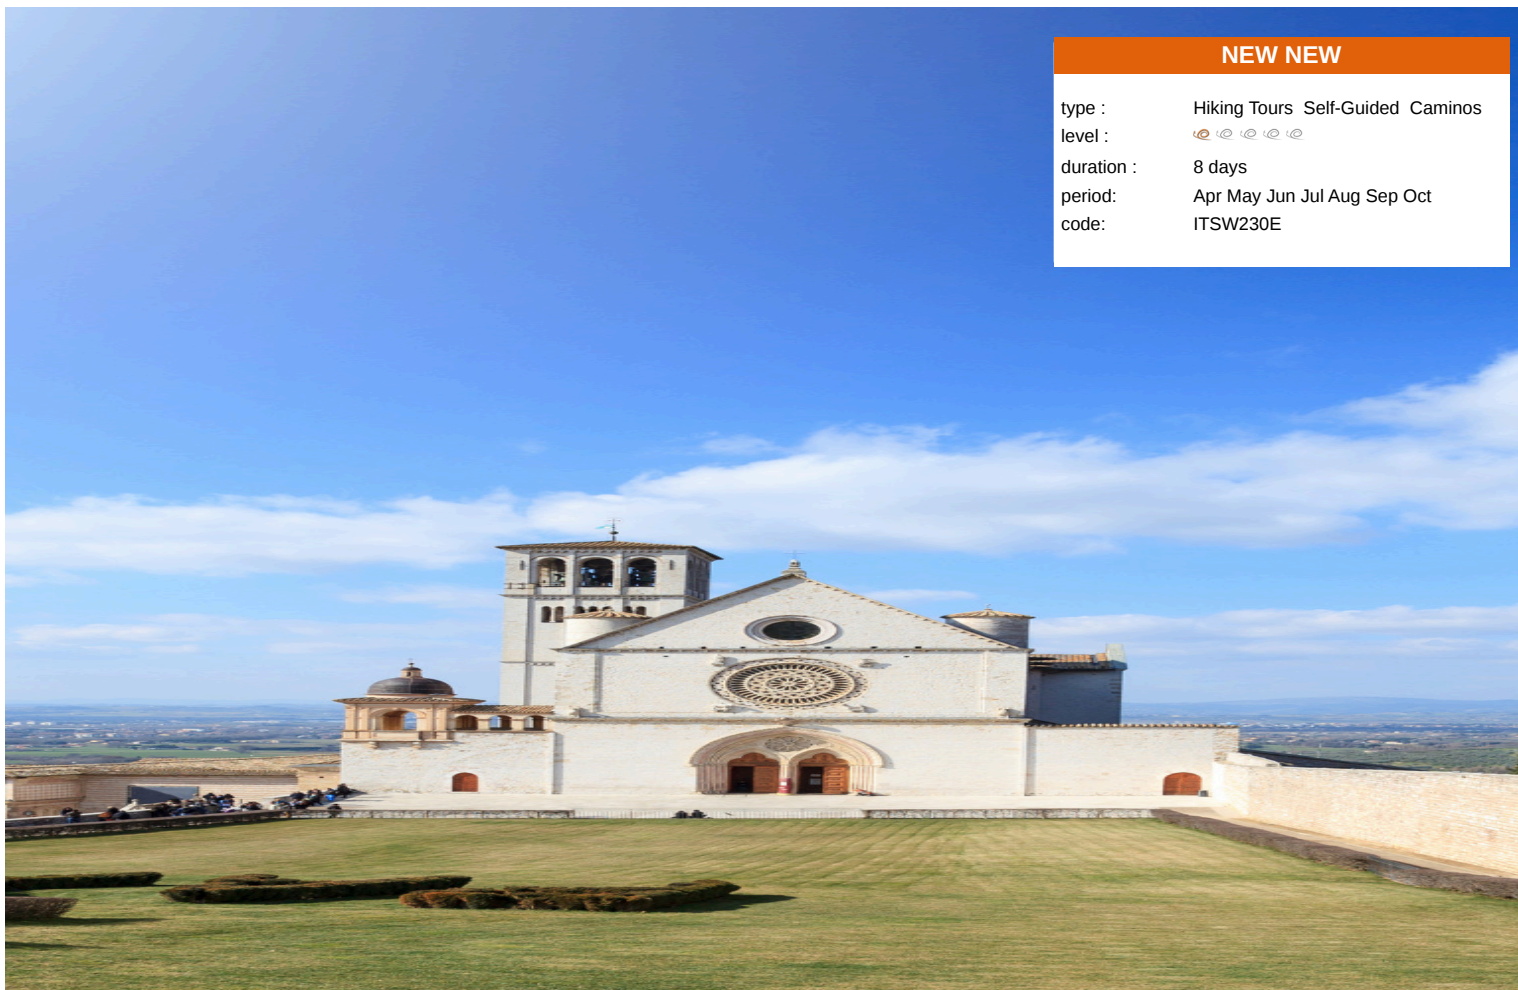 NEW NEW
type : Hiking Tours Self-Guided Caminos
level :
duration : 8 days
period: Apr May Jun Jul Aug Sep Oct
code: ITSW230E